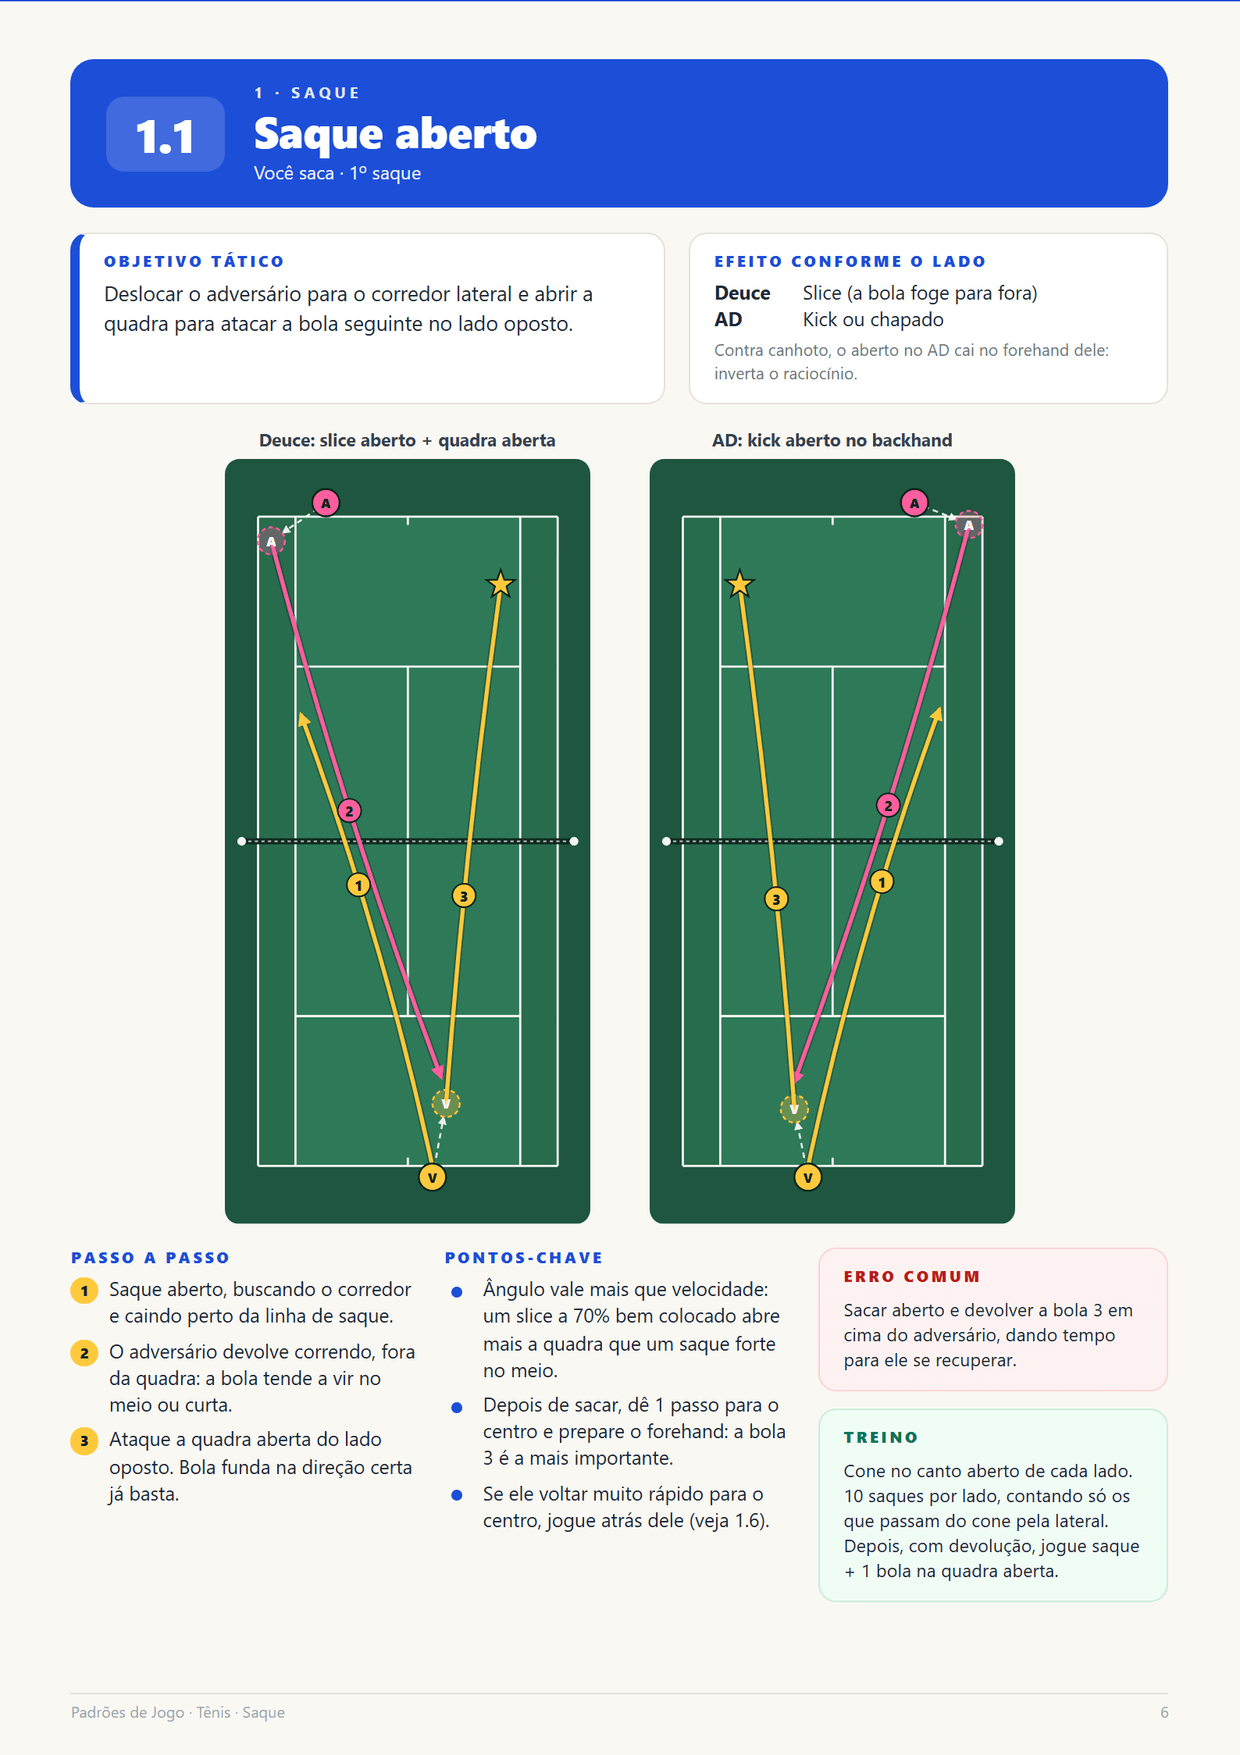 1 · SAQUE
1.1
Saque aberto
Você saca · 1º saque
OBJETIVO TÁTICO
Deslocar o adversário para o corredor lateral e abrir a
quadra para atacar a bola seguinte no lado oposto.
EFEITO CONFORME O LADO
Deuce Slice (a bola foge para fora)
AD Kick ou chapado
Contra canhoto, o aberto no AD cai no forehand dele:
inverta o raciocínio.
Deuce: slice aberto + quadra aberta
A
A
2
1
3
V
V
AD: kick aberto no backhand
A
A
2
1
3
V
V
PASSO A PASSO
1 Saque aberto, buscando o corredor
e caindo perto da linha de saque.
2 O adversário devolve correndo, fora
da quadra: a bola tende a vir no
meio ou curta.
3 Ataque a quadra aberta do lado
oposto. Bola funda na direção certa
já basta.
PONTOS-CHAVE
Ângulo vale mais que velocidade:
um slice a 70% bem colocado abre
mais a quadra que um saque forte
no meio.
Depois de sacar, dê 1 passo para o
centro e prepare o forehand: a bola
3 é a mais importante.
Se ele voltar muito rápido para o
centro, jogue atrás dele (veja 1.6).
ERRO COMUM
Sacar aberto e devolver a bola 3 em
cima do adversário, dando tempo
para ele se recuperar.
TREINO
Cone no canto aberto de cada lado.
10 saques por lado, contando só os
que passam do cone pela lateral.
Depois, com devolução, jogue saque
+ 1 bola na quadra aberta.
Padrões de Jogo · Tênis · Saque
6